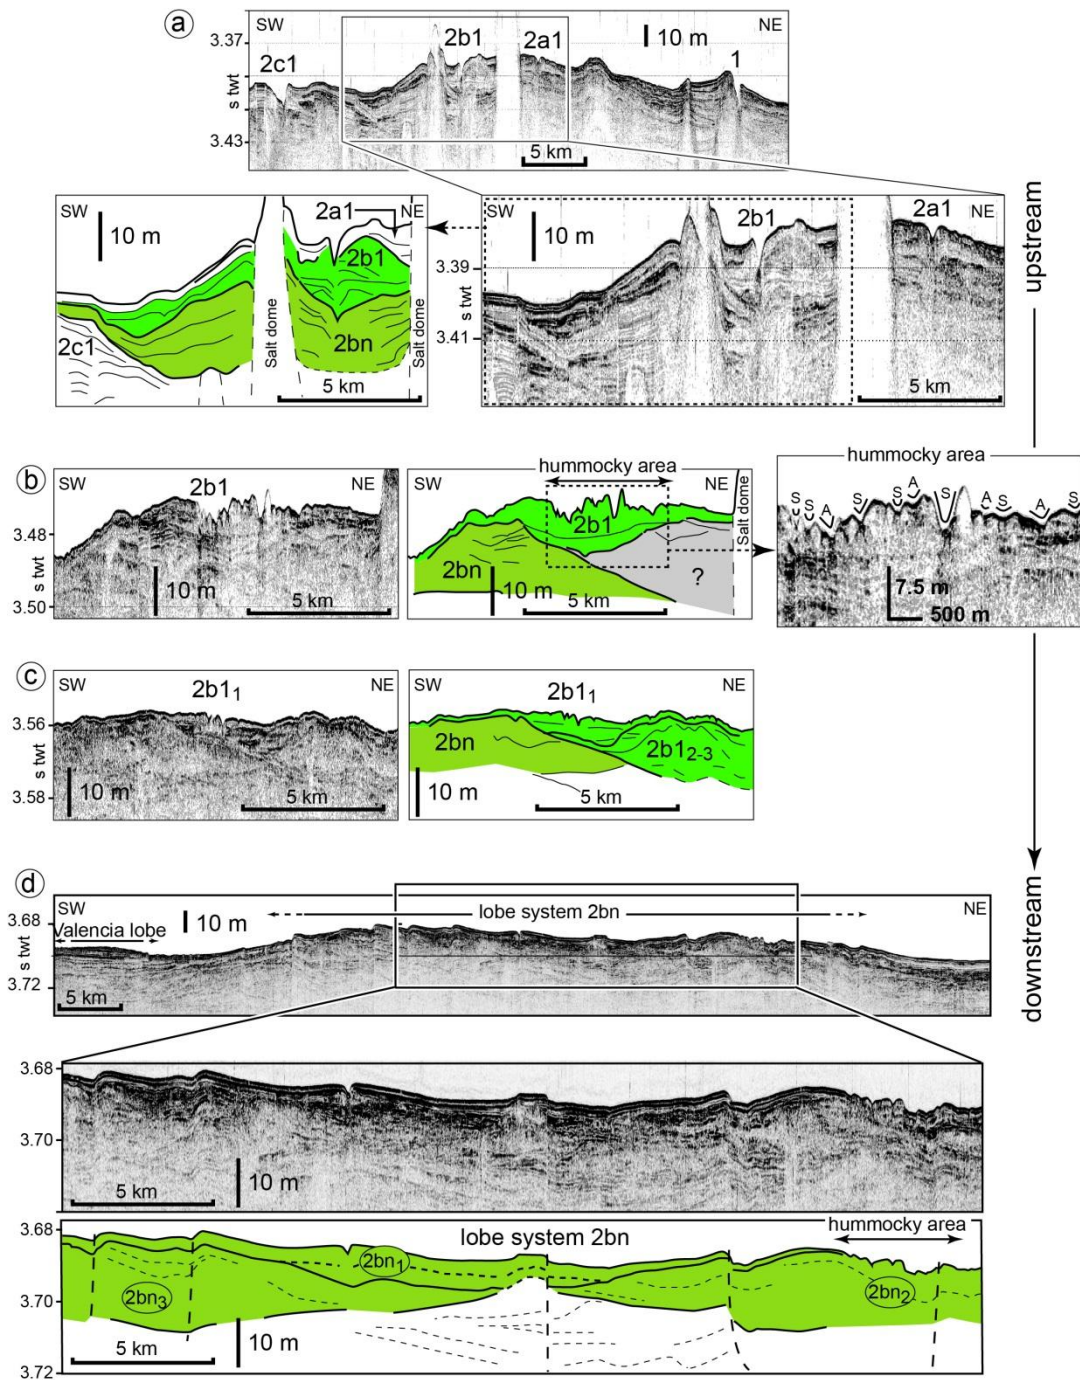 a
SW
NE
3.37
3.43
s twt
2c1
2b1
2a1
1
10 m
5 km
SW
NE
10 m
2a1
2b1
2bn
2c1
Salt dome
Salt dome
5 km
SW
NE
10 m
2b1
2a1
3.39
3.41
s twt
5 km
upstream
b
SW
NE
2b1
3.48
3.50
s twt
10 m
5 km
hummocky area
SW
NE
2b1
2bn
?
Salt dome
10 m
5 km
hummocky area
S S A S S A S A S A S
7.5 m
500 m
c
SW
NE
2b1₁
3.56
3.58
s twt
10 m
5 km
SW
NE
2b1₁
2bn
2b1₂₋₃
10 m
5 km
downstream
d
SW
NE
10 m
lobe system 2bn
Valencia lobe
3.68
3.72
s twt
5 km
3.68
3.70
10 m
5 km
3.68
3.70
3.72
lobe system 2bn
hummocky area
2bn₁
2bn₂
2bn₃
10 m
5 km